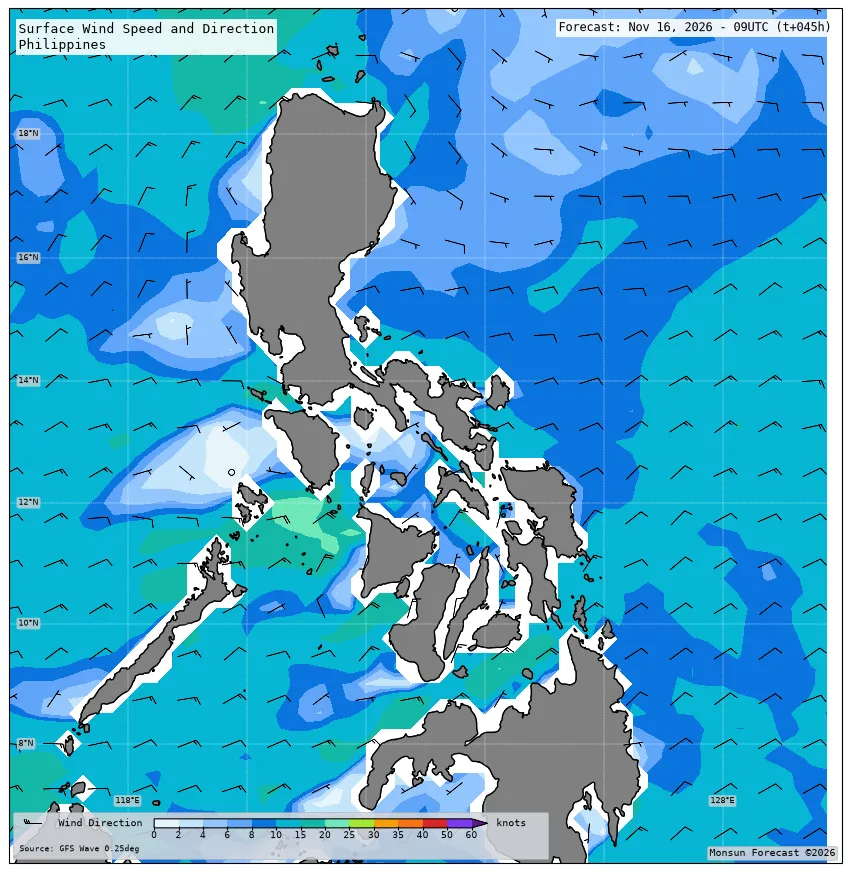 Surface Wind Speed and Direction
Philippines
Forecast: Nov 16, 2026 - 09UTC (t+045h)
18°N
16°N
14°N
12°N
10°N
8°N
118°E
128°E
Wind Direction
0 2 4 6 8 10 15 20 25 30 35 40 50 60
knots
Source: GFS Wave 0.25deg
Monsun Forecast ©2026